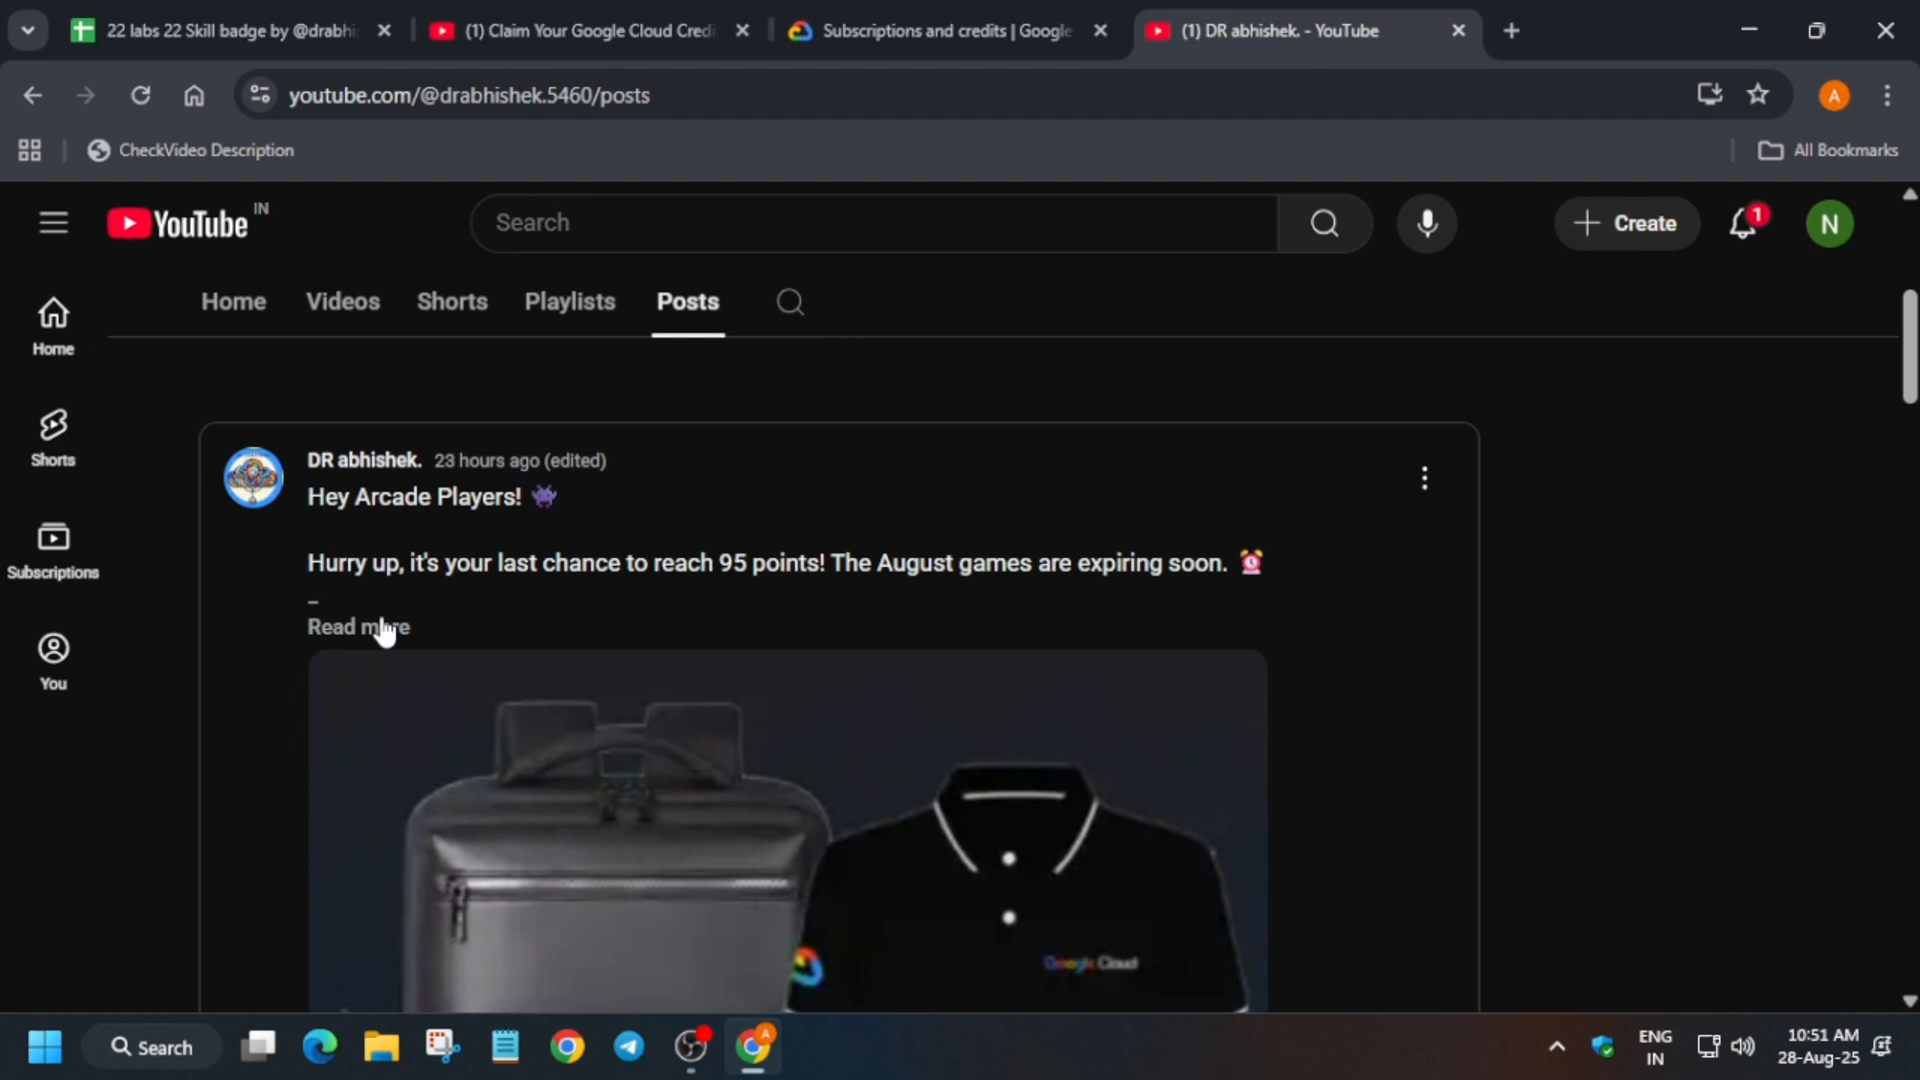 22 labs 22 Skill badge by @drabhi
(1) Claim Your Google Cloud Credi
Subscriptions and credits | Google
(1) DR abhishek. - YouTube
youtube.com/@drabhishek.5460/posts
A
CheckVideo Description
All Bookmarks
YouTube IN
Search
Create
1
N
Home
Videos
Shorts
Playlists
Posts
Home
Shorts
Subscriptions
You
DR abhishek. 23 hours ago (edited)
Hey Arcade Players! 👾
Hurry up, it's your last chance to reach 95 points! The August games are expiring soon. ⏰
_
Read more
Google Cloud
Search
A
ENG
IN
10:51 AM
28-Aug-25